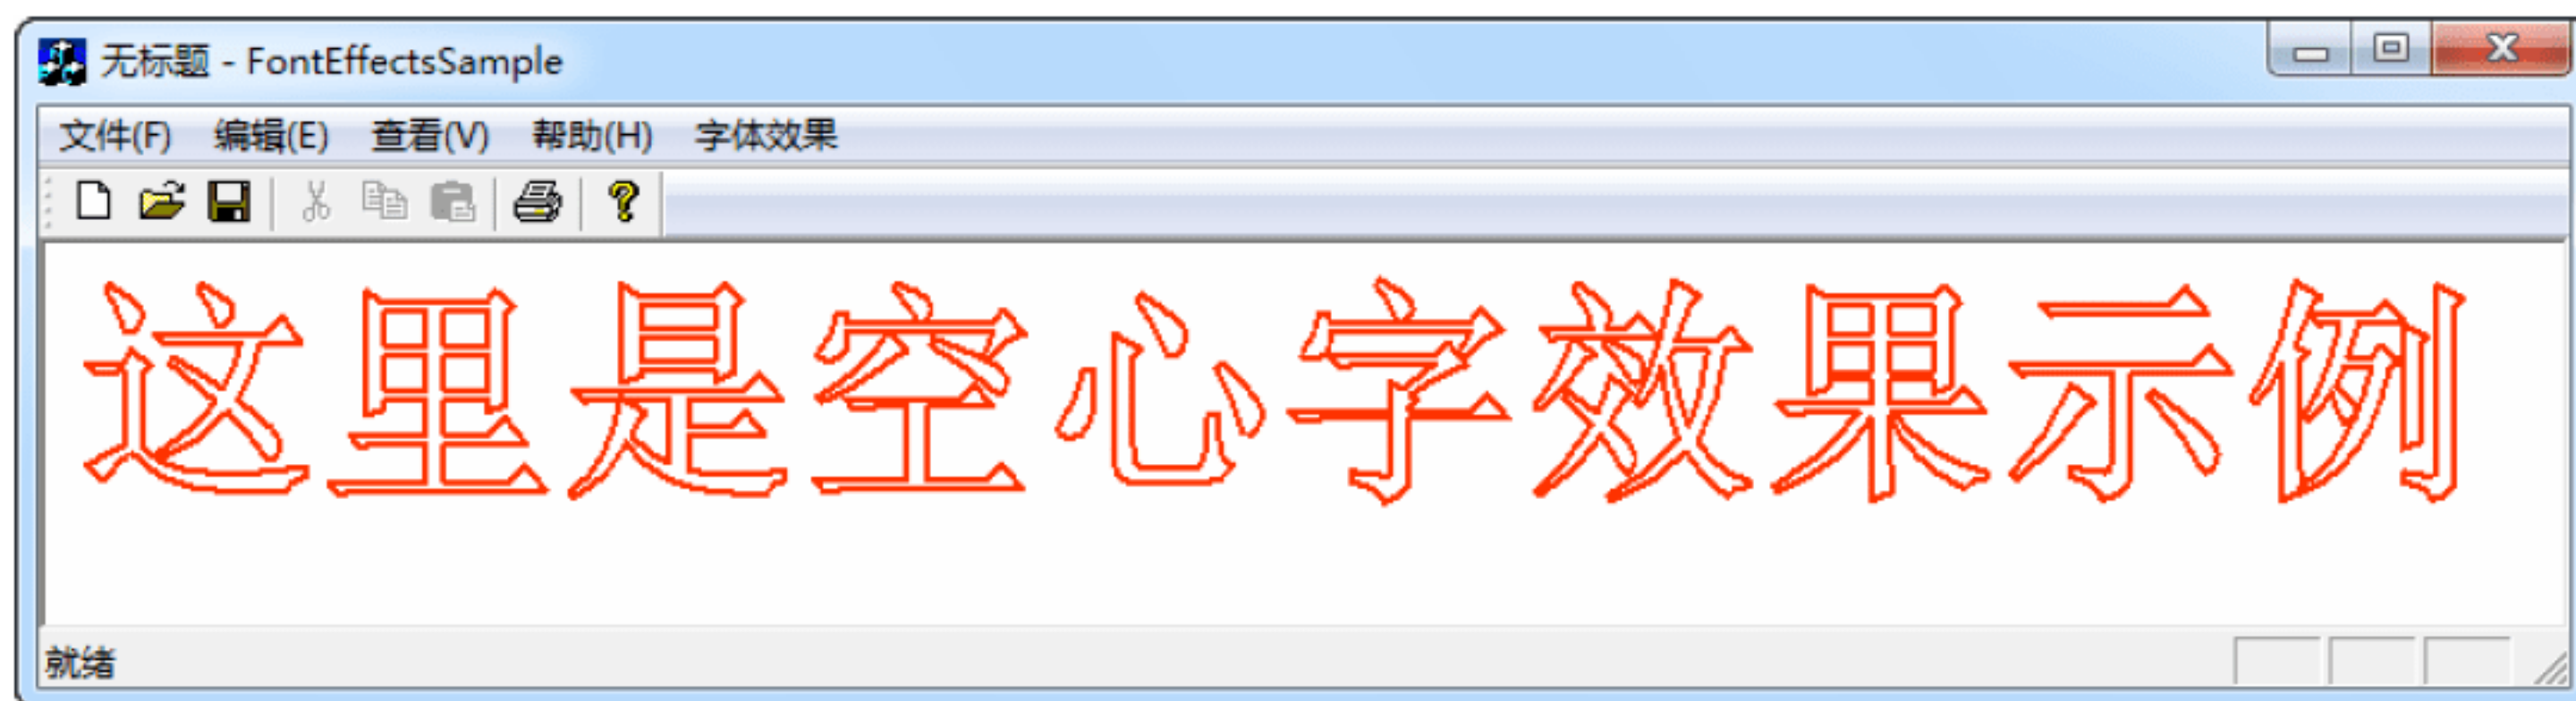 无标题 - FontEffectsSample
文件(F) 编辑(E) 查看(V) 帮助(H) 字体效果
这里是空心字效果示例
就绪